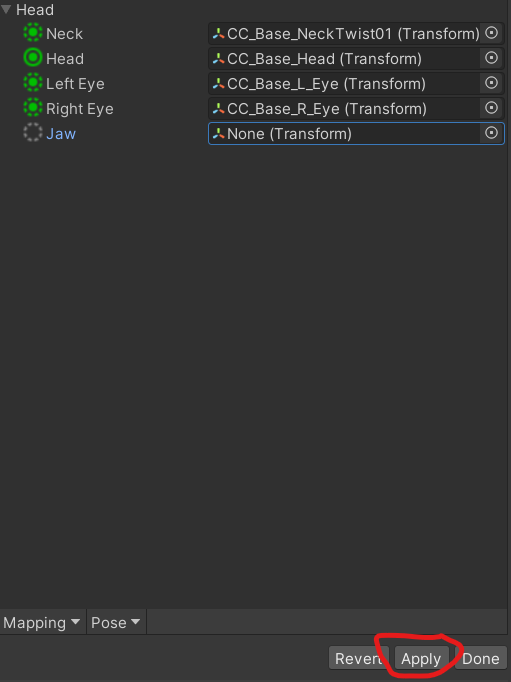 Head
Neck CC_Base_NeckTwist01 (Transform)
Head CC_Base_Head (Transform)
Left Eye CC_Base_L_Eye (Transform)
Right Eye CC_Base_R_Eye (Transform)
Jaw None (Transform)
Mapping Pose
Revert Apply Done